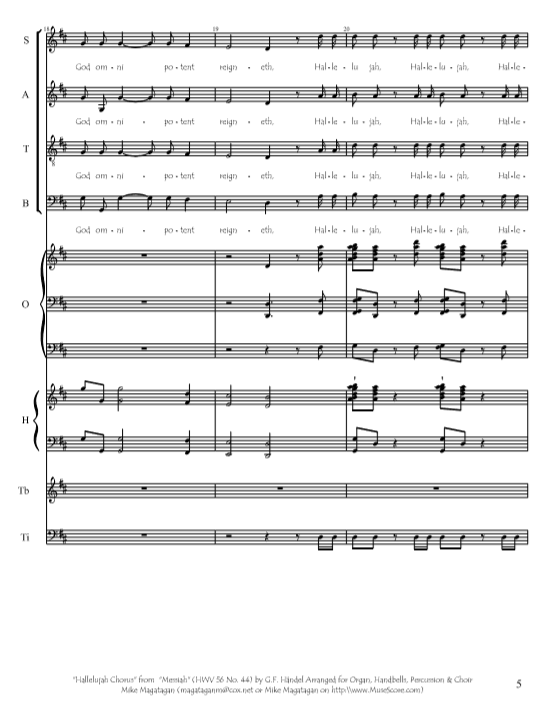 18 19 20
S
God om - ni po - tent reign - eth, Hal - le - lu - jah, Hal - le - lu - jah, Hal - le -
A
God om - ni po - tent reign - eth, Hal - le - lu - jah, Hal - le - lu - jah, Hal - le -
T
8
God om - ni po - tent reign - eth, Hal - le - lu - jah, Hal - le - lu - jah, Hal - le -
B
God om - ni po - tent reign - eth, Hal - le - lu - jah, Hal - le - lu - jah, Hal - le -
O
H
Tb
Ti
"Hallelujah Chorus" from "Messiah" (HWV 56 No. 44) by G.F. Händel Arranged for Organ, Handbells, Percussion & Choir
Mike Magatagan (magataganm@cox.net or Mike Magatagan on http:\\www.MuseScore.com)
5